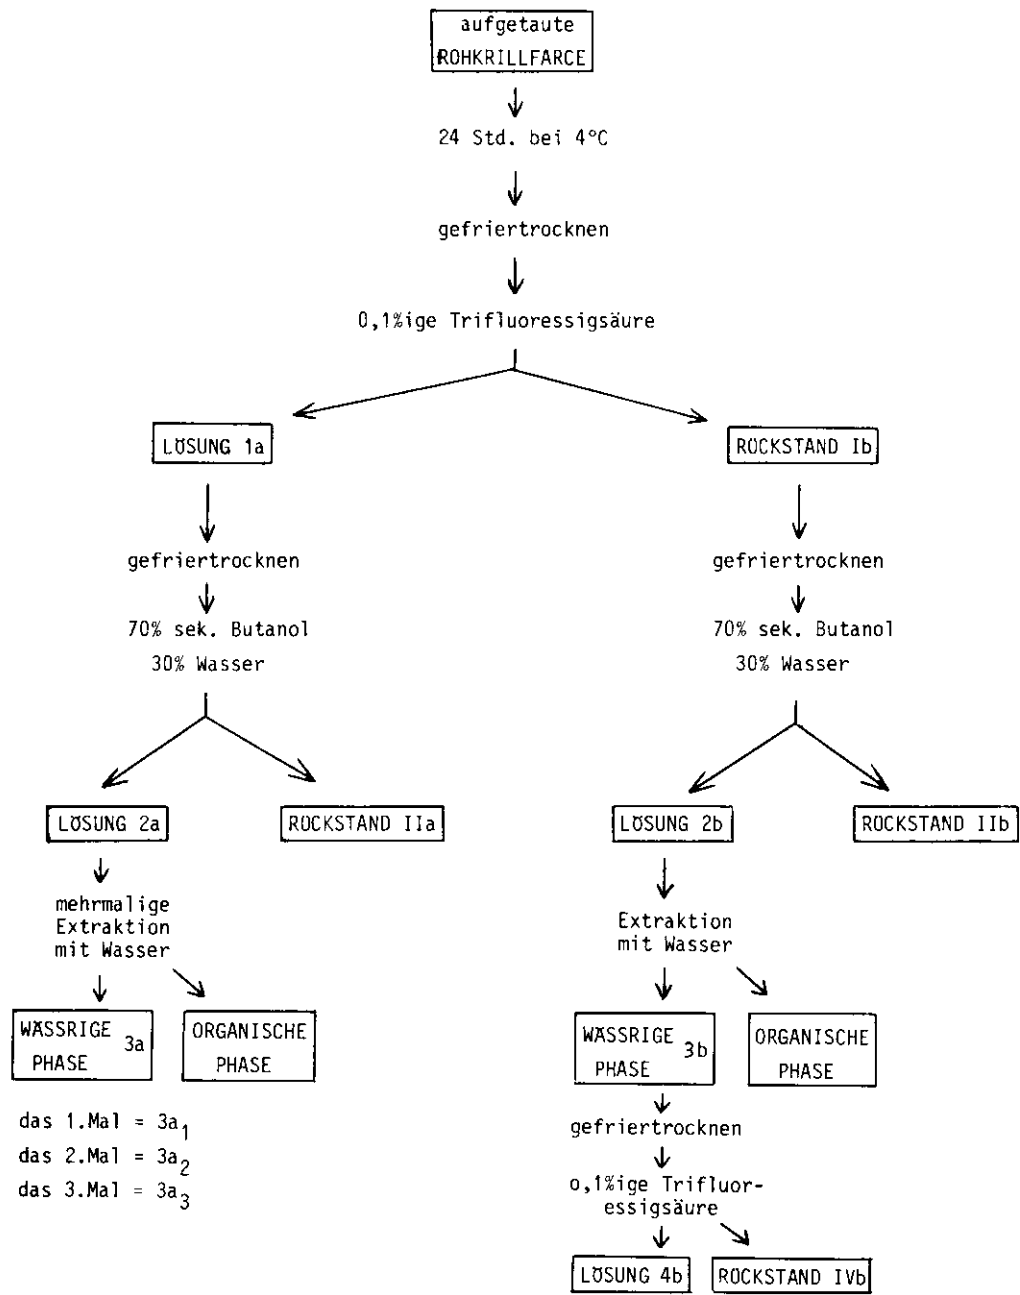 aufgetaute
ROHKRILLFARCE
24 Std. bei 4°C
gefriertrocknen
0,1%ige Trifluoressigsäure
LÖSUNG 1a
RÜCKSTAND Ib
gefriertrocknen
gefriertrocknen
70% sek. Butanol
30% Wasser
70% sek. Butanol
30% Wasser
LÖSUNG 2a
RÜCKSTAND IIa
LÖSUNG 2b
RÜCKSTAND IIb
mehrmalige
Extraktion
mit Wasser
Extraktion
mit Wasser
WÄSSRIGE 3a
PHASE
ORGANISCHE
PHASE
WÄSSRIGE 3b
PHASE
ORGANISCHE
PHASE
das 1.Mal = 3a₁
das 2.Mal = 3a₂
das 3.Mal = 3a₃
gefriertrocknen
o,1%ige Trifluor-
essigsäure
LÖSUNG 4b
RÜCKSTAND IVb